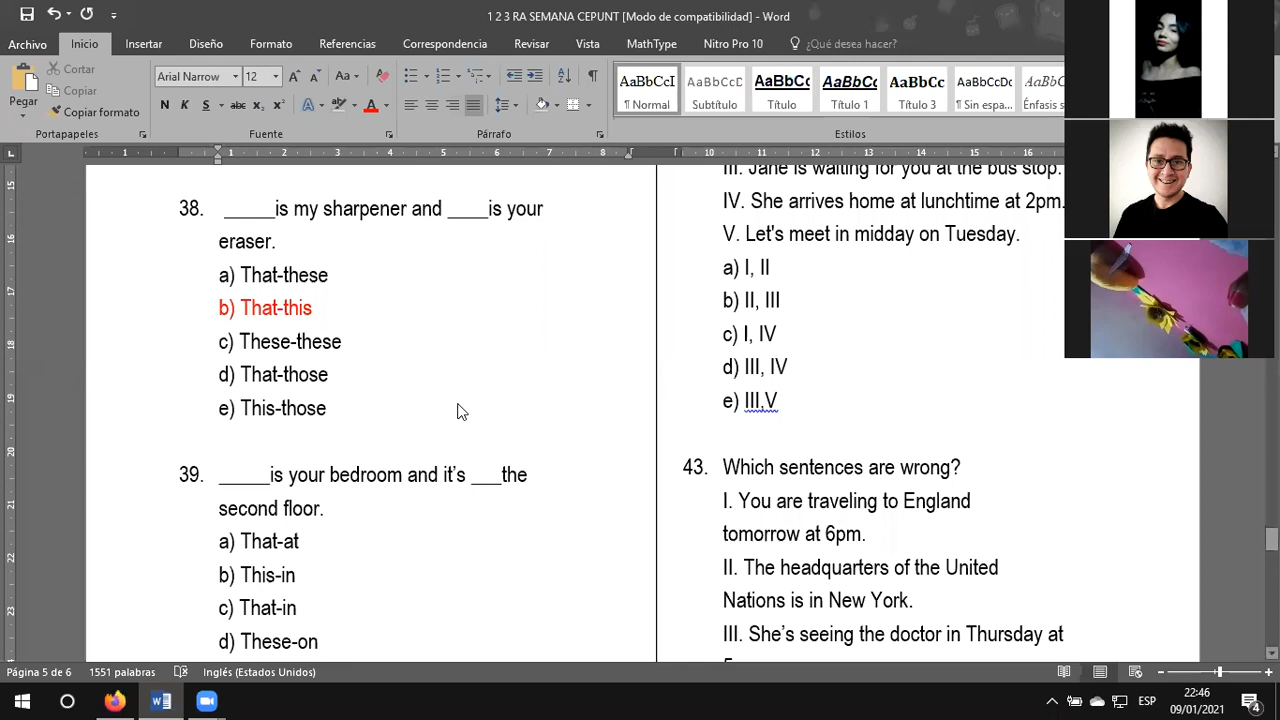 1 2 3 RA SEMANA CEPUNT [Modo de compatibilidad] - Word
Archivo Inicio Insertar Diseño Formato Referencias Correspondencia Revisar Vista MathType Nitro Pro 10 ¿Qué desea hacer?
Pegar
Cortar
Copiar
Copiar formato
Portapapeles
Arial Narrow 12
Fuente
Párrafo
AaBbCcI AaBbCcD AaBbCc AaBbCc AaBbCc AaBbCcDc AaBbCc
¶ Normal Subtítulo Título Título 1 Título 3 ¶ Sin espa... Énfasis s
Estilos
38. _____is my sharpener and ____is your
eraser.
a) That-these
b) That-this
c) These-these
d) That-those
e) This-those
39. _____is your bedroom and it’s ___the
second floor.
a) That-at
b) This-in
c) That-in
d) These-on
III. Jane is waiting for you at the bus stop.
IV. She arrives home at lunchtime at 2pm.
V. Let's meet in midday on Tuesday.
a) I, II
b) II, III
c) I, IV
d) III, IV
e) III,V
43. Which sentences are wrong?
I. You are traveling to England
tomorrow at 6pm.
II. The headquarters of the United
Nations is in New York.
III. She’s seeing the doctor in Thursday at
Página 5 de 6 1551 palabras Inglés (Estados Unidos)
ESP
22:46
09/01/2021
4